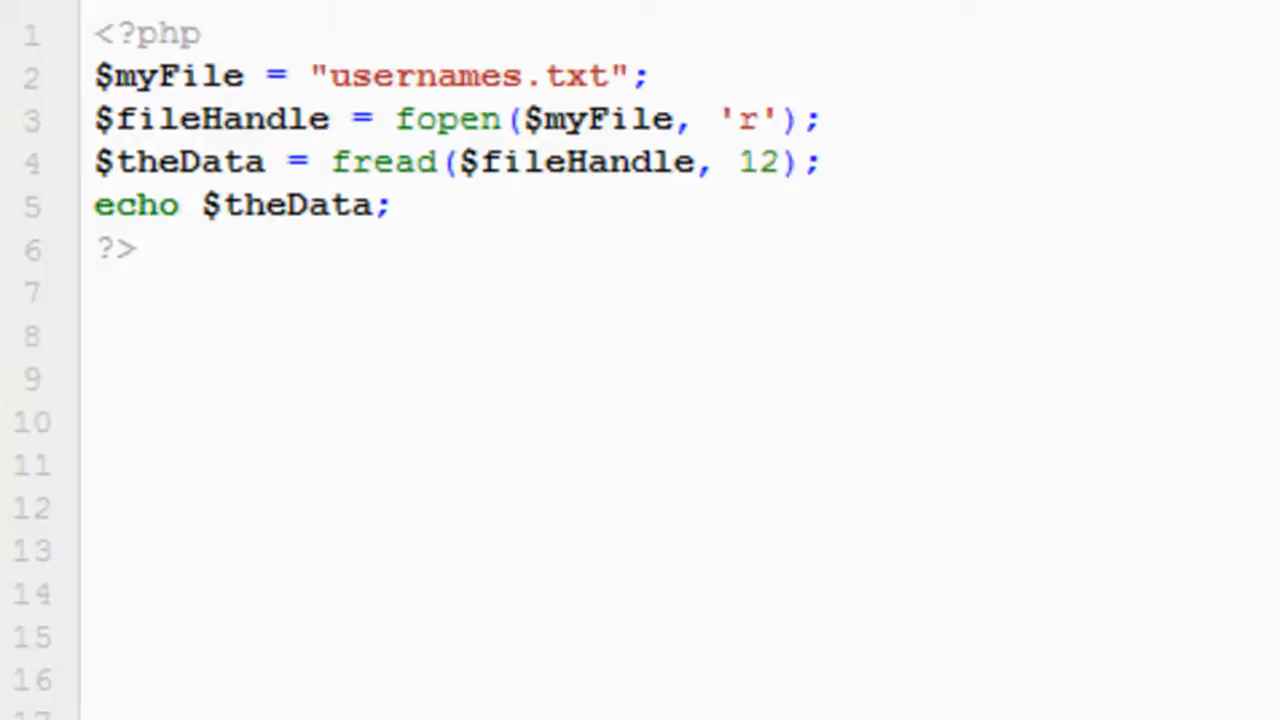 1 <?php
2 $myFile = "usernames.txt";
3 $fileHandle = fopen($myFile, 'r');
4 $theData = fread($fileHandle, 12);
5 echo $theData;
6 ?>
7
8
9
10
11
12
13
14
15
16
17